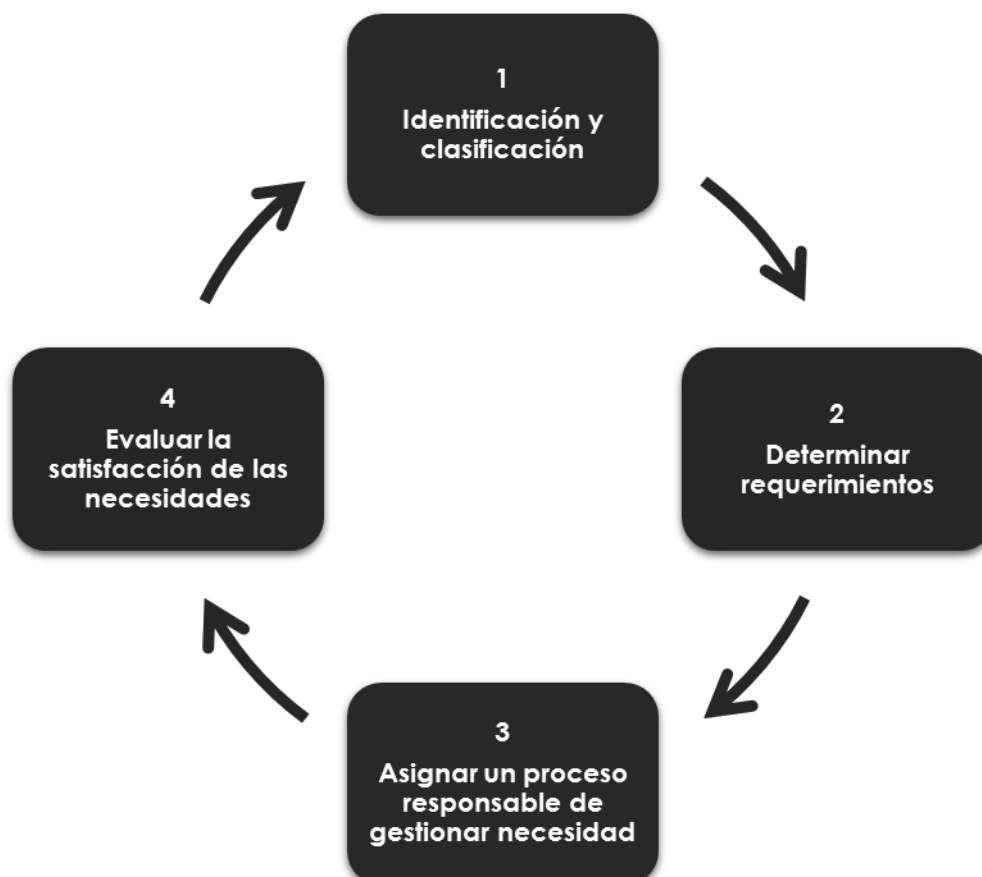 1
Identificación y
clasificación
2
Determinar
requerimientos
3
Asignar un proceso
responsable de
gestionar necesidad
4
Evaluar la
satisfacción de las
necesidades